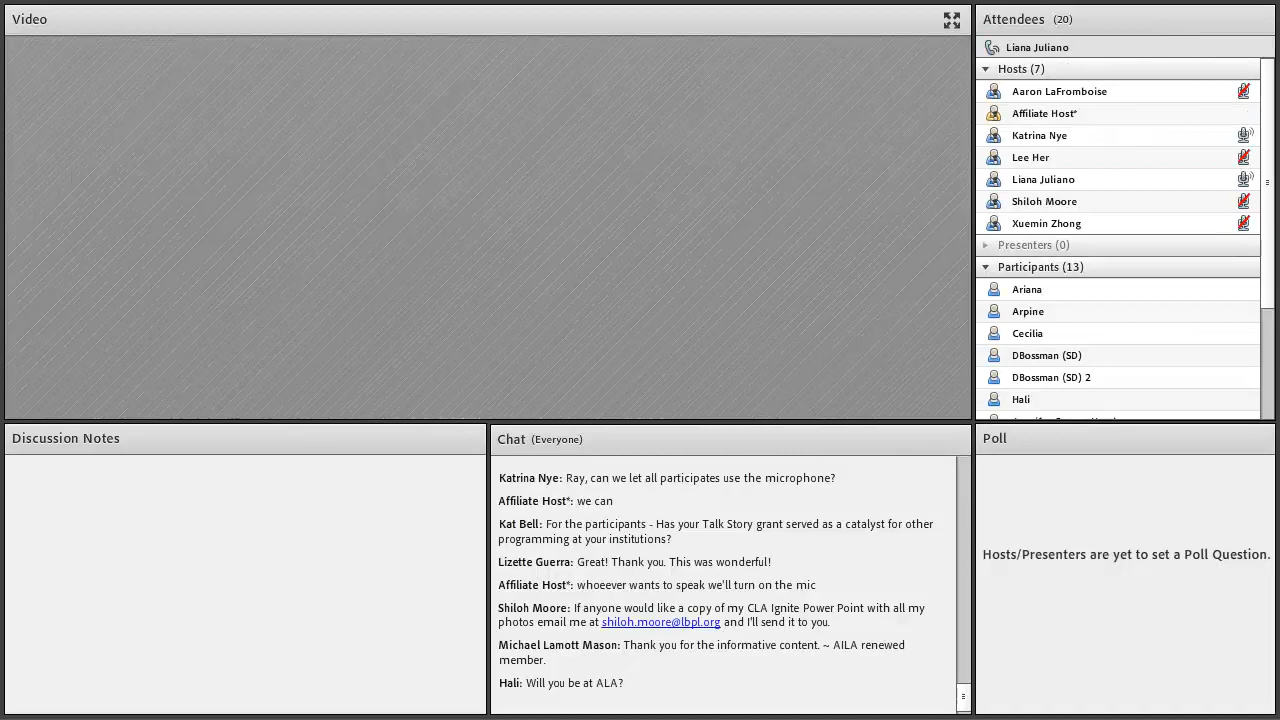 Video
Attendees (20)
Liana Juliano
Hosts (7)
Aaron LaFromboise
Affiliate Host*
Katrina Nye
Lee Her
Liana Juliano
Shiloh Moore
Xuemin Zhong
Presenters (0)
Participants (13)
Ariana
Arpine
Cecilia
DBossman (SD)
DBossman (SD) 2
Hali
Discussion Notes
Chat (Everyone)
Katrina Nye: Ray, can we let all participates use the microphone?
Affiliate Host*: we can
Kat Bell: For the participants - Has your Talk Story grant served as a catalyst for other
programming at your institutions?
Lizette Guerra: Great! Thank you. This was wonderful!
Affiliate Host*: whoeever wants to speak we'll turn on the mic
Shiloh Moore: If anyone would like a copy of my CLA Ignite Power Point with all my
photos email me at shiloh.moore@lbpl.org and I'll send it to you.
Michael Lamott Mason: Thank you for the informative content. ~ AILA renewed
member.
Hali: Will you be at ALA?
Poll
Hosts/Presenters are yet to set a Poll Question.